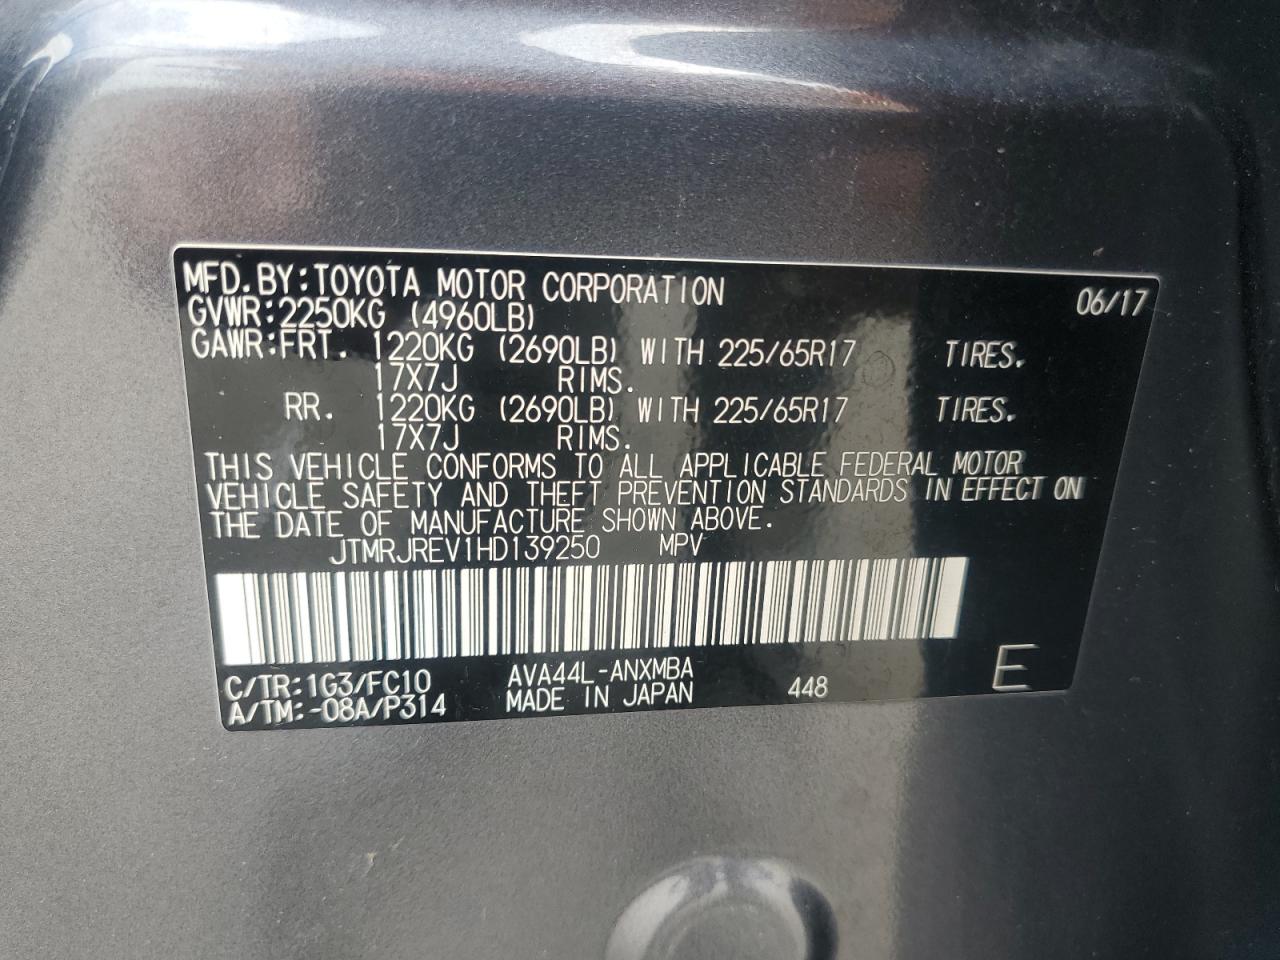 MFD.BY:TOYOTA MOTOR CORPORATION 06/17
GVWR:2250KG (4960LB)
GAWR:FRT. 1220KG (2690LB) WITH 225/65R17 TIRES.
17X7J RIMS.
RR. 1220KG (2690LB) WITH 225/65R17 TIRES.
17X7J RIMS.
THIS VEHICLE CONFORMS TO ALL APPLICABLE FEDERAL MOTOR
VEHICLE SAFETY AND THEFT PREVENTION STANDARDS IN EFFECT ON
THE DATE OF MANUFACTURE SHOWN ABOVE.
JTMRJREV1HD139250 MPV
C/TR:1G3/FC10 AVA44L-ANXMBA
A/TM:-08A/P314 MADE IN JAPAN 448 E